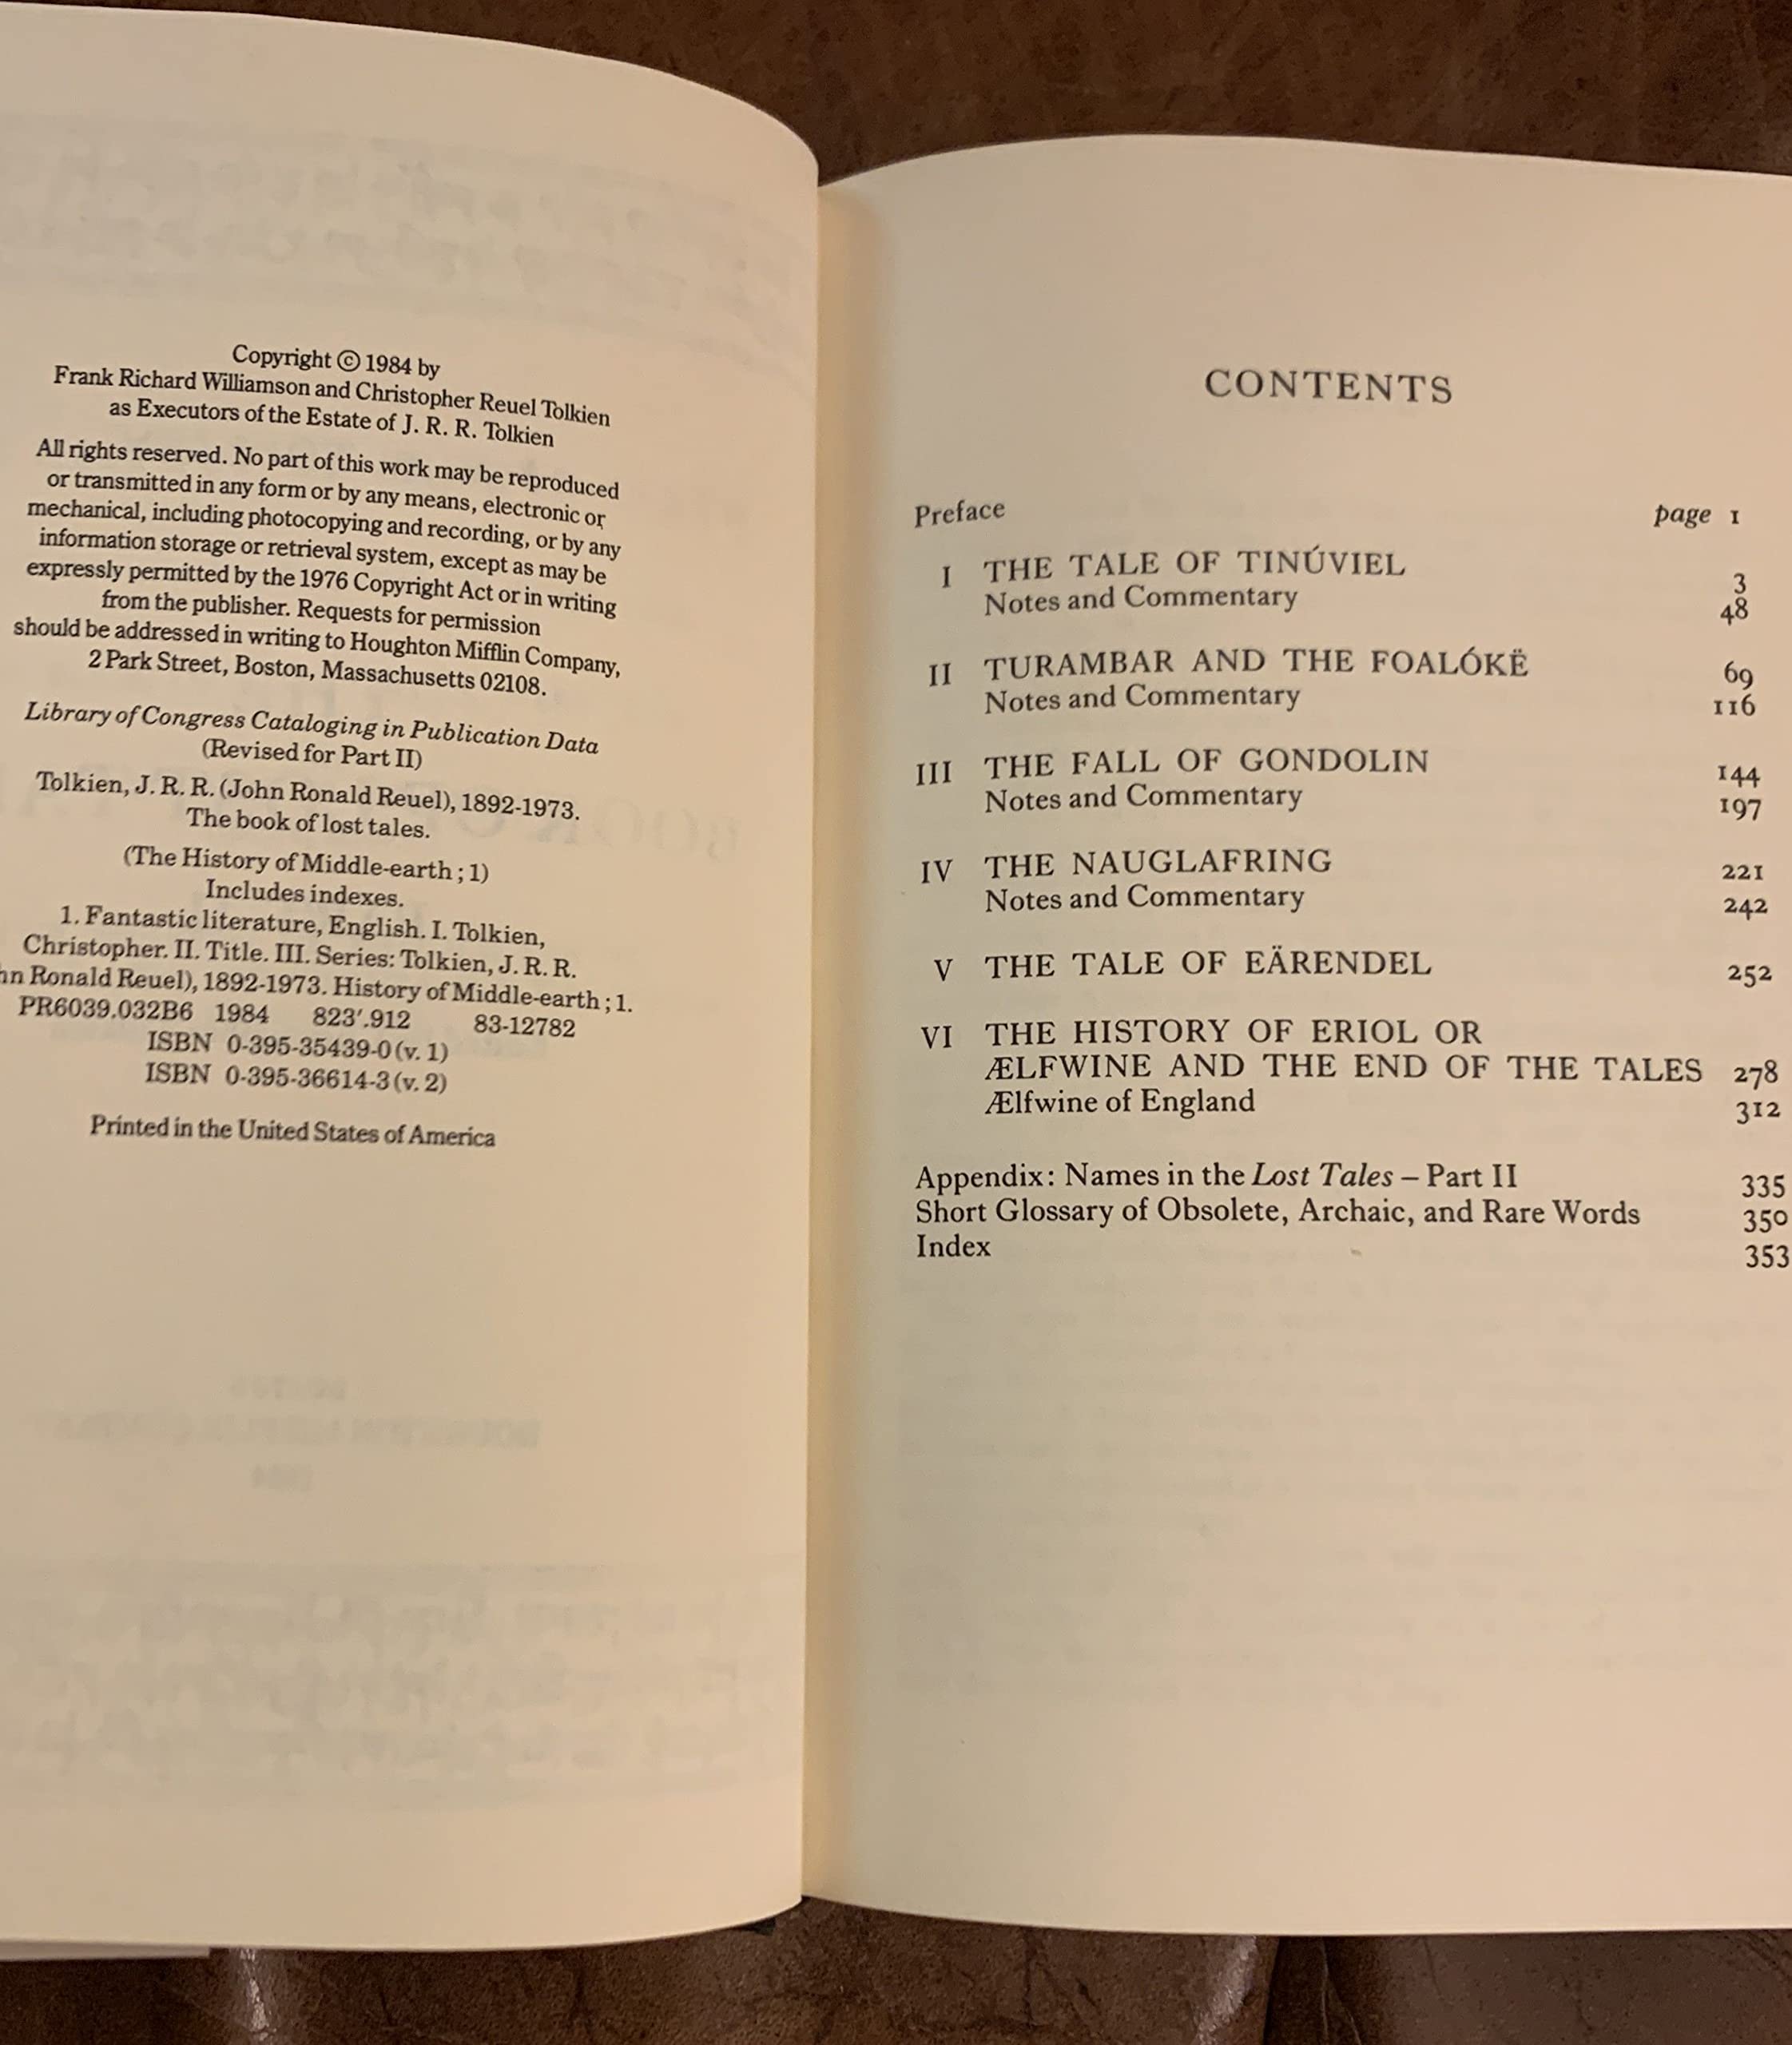 Copyright © 1984 by
Frank Richard Williamson and Christopher Reuel Tolkien
as Executors of the Estate of J. R. R. Tolkien
All rights reserved. No part of this work may be reproduced
or transmitted in any form or by any means, electronic or
mechanical, including photocopying and recording, or by any
information storage or retrieval system, except as may be
expressly permitted by the 1976 Copyright Act or in writing
from the publisher. Requests for permission
should be addressed in writing to Houghton Mifflin Company,
2 Park Street, Boston, Massachusetts 02108.
Library of Congress Cataloging in Publication Data
(Revised for Part II)
Tolkien, J. R. R. (John Ronald Reuel), 1892-1973.
The book of lost tales.
(The History of Middle-earth ; 1)
Includes indexes.
1. Fantastic literature, English. I. Tolkien,
Christopher. II. Title. III. Series: Tolkien, J. R. R.
hn Ronald Reuel), 1892-1973. History of Middle-earth ; 1.
PR6039.032B6 1984 823'.912 83-12782
ISBN 0-395-35439-0 (v. 1)
ISBN 0-395-36614-3 (v. 2)
Printed in the United States of America
CONTENTS
Preface page 1
I THE TALE OF TINÚVIEL 3
Notes and Commentary 48
II TURAMBAR AND THE FOALÓKË 69
Notes and Commentary 116
III THE FALL OF GONDOLIN 144
Notes and Commentary 197
IV THE NAUGLAFRING 221
Notes and Commentary 242
V THE TALE OF EÄRENDEL 252
VI THE HISTORY OF ERIOL OR
ÆLFWINE AND THE END OF THE TALES 278
Ælfwine of England 312
Appendix: Names in the Lost Tales – Part II 335
Short Glossary of Obsolete, Archaic, and Rare Words 350
Index 353